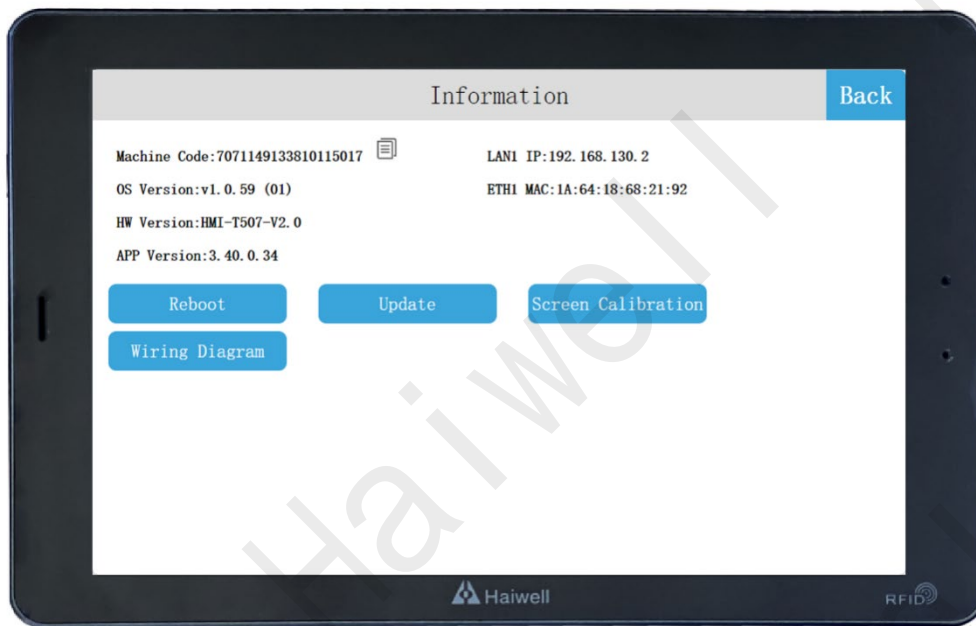 Information
Back
Machine Code:7071149133810115017
LAN1 IP:192.168.130.2
OS Version:v1.0.59 (01)
ETH1 MAC:1A:64:18:68:21:92
HW Version:HMI-T507-V2.0
APP Version:3.40.0.34
Reboot
Update
Screen Calibration
Wiring Diagram
Haiwell
Haiwell
RFID